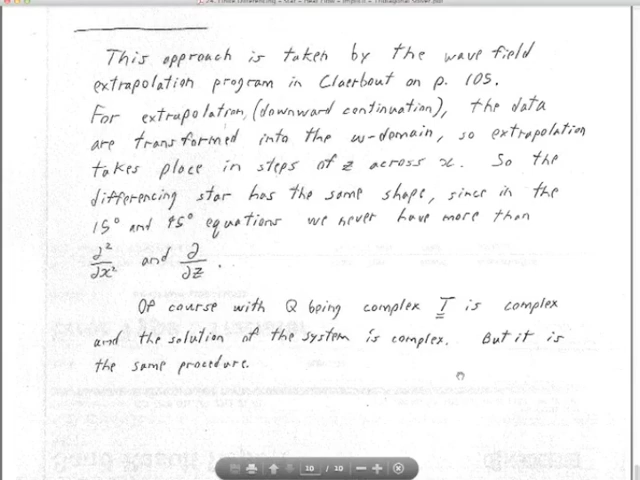 This approach is taken by the wave field
extrapolation program in Claerbout on p. 105.
For extrapolation, (downward continuation), the data
are transformed into the ω-domain, so extrapolation
takes place in steps of z across x. So the
differencing star has the same shape, since in the
15° and 45° equations we never have more than
∂²/∂x² and ∂/∂z .
Of course with Q being complex T is complex
and the solution of the system is complex. But it is
the same procedure.
10 / 10